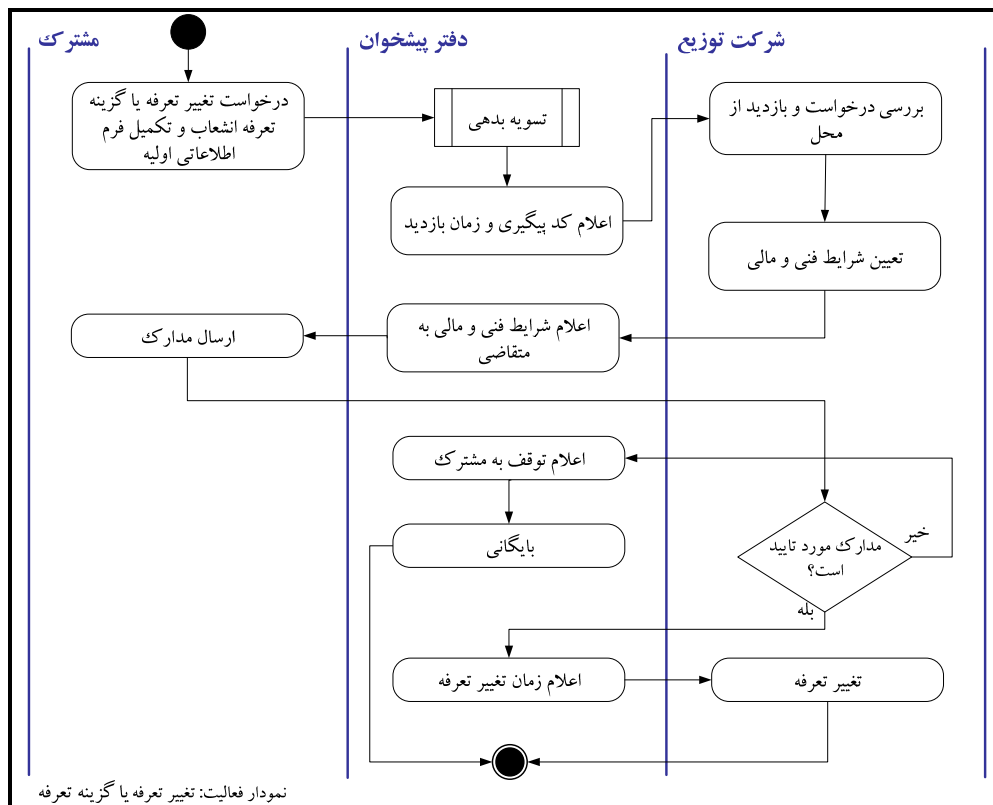 مشترک
دفتر پیشخوان
شرکت توزیع
درخواست تغییر تعرفه یا گزینه
تعرفه انشعاب و تکمیل فرم
اطلاعاتی اولیه
تسویه بدهی
بررسی درخواست و بازدید از
محل
اعلام کد پیگیری و زمان بازدید
تعیین شرایط فنی و مالی
اعلام شرایط فنی و مالی به
متقاضی
ارسال مدارک
اعلام توقف به مشترک
بایگانی
مدارک مورد تایید
است؟
خیر
بله
اعلام زمان تغییر تعرفه
تغییر تعرفه
نمودار فعالیت: تغییر تعرفه یا گزینه تعرفه